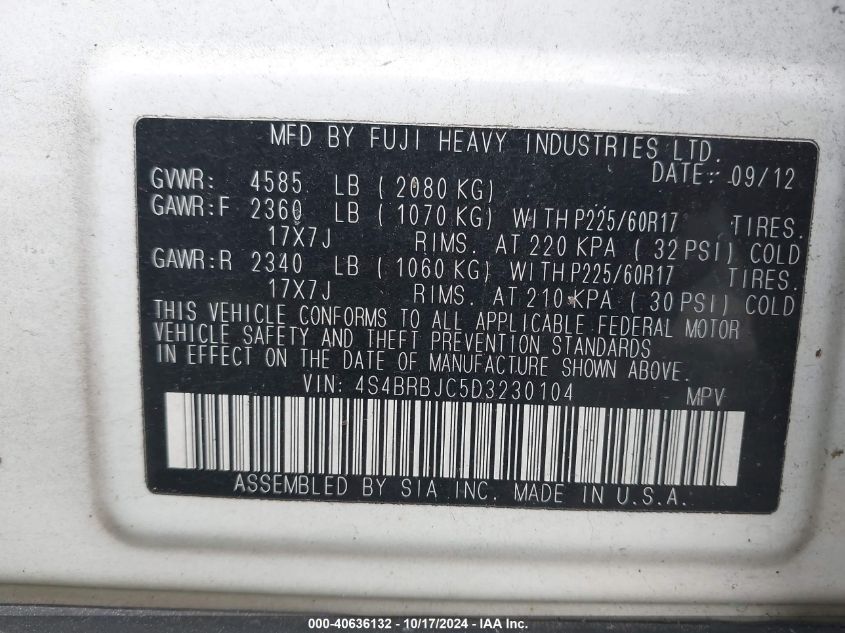 MFD BY FUJI HEAVY INDUSTRIES LTD.
DATE: 09/12
GVWR: 4585 LB ( 2080 KG)
GAWR:F 2360 LB ( 1070 KG) WITH P225/60R17 TIRES.
17X7J RIMS. AT 220 KPA ( 32 PSI) COLD
GAWR:R 2340 LB ( 1060 KG) WITH P225/60R17 TIRES.
17X7J RIMS. AT 210 KPA ( 30 PSI) COLD
THIS VEHICLE CONFORMS TO ALL APPLICABLE FEDERAL MOTOR
VEHICLE SAFETY AND THEFT PREVENTION STANDARDS
IN EFFECT ON THE DATE OF MANUFACTURE SHOWN ABOVE.
VIN: 4S4BRBJC5D3230104 MPV
ASSEMBLED BY SIA INC. MADE IN U.S.A.
000-40636132 - 10/17/2024 - IAAI.com